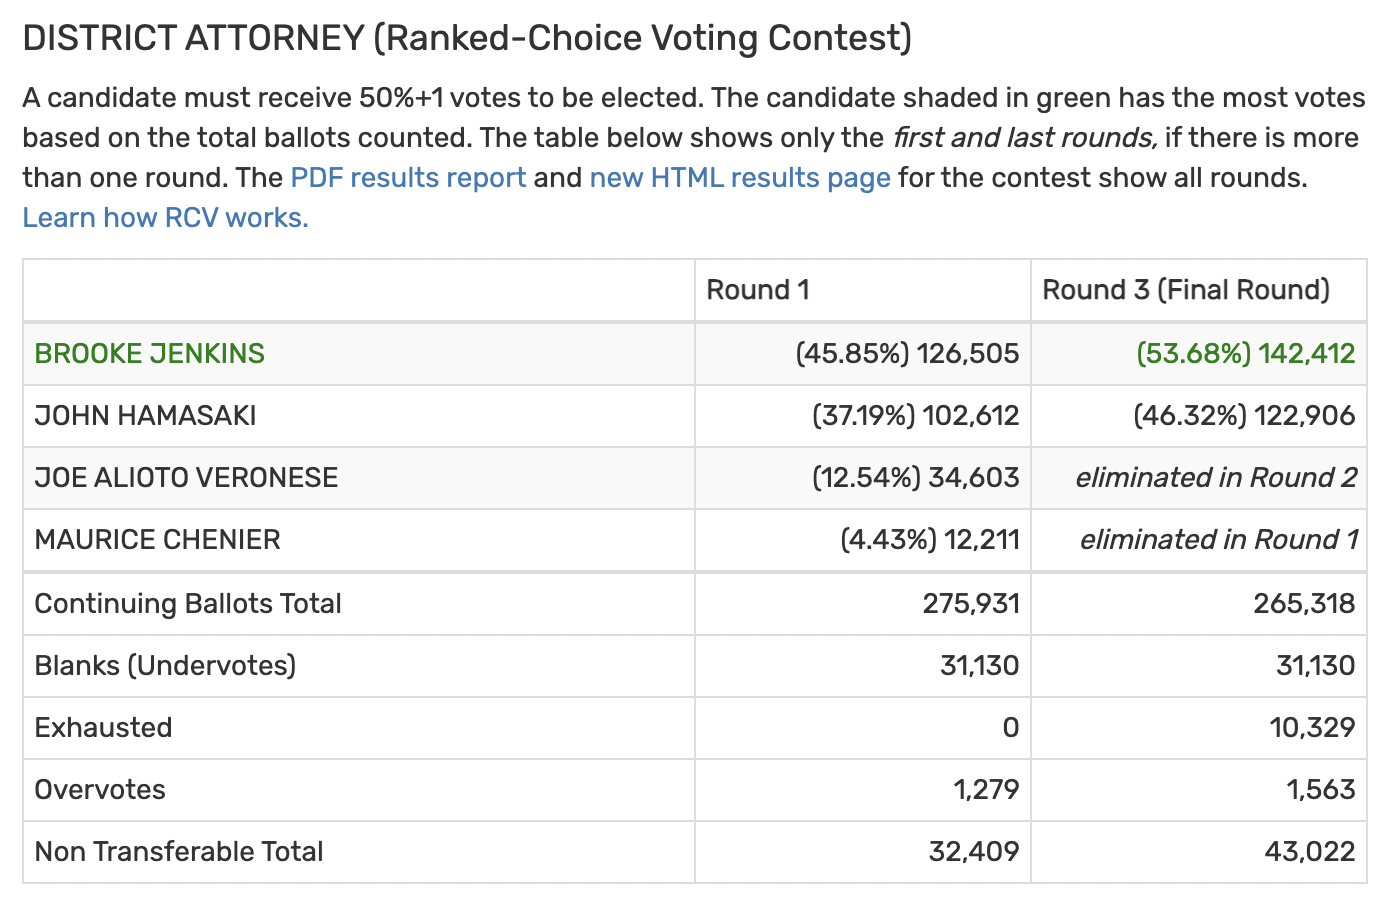 DISTRICT ATTORNEY (Ranked-Choice Voting Contest)
A candidate must receive 50%+1 votes to be elected. The candidate shaded in green has the most votes
based on the total ballots counted. The table below shows only the first and last rounds, if there is more
than one round. The PDF results report and new HTML results page for the contest show all rounds.
Learn how RCV works.
Round 1 Round 3 (Final Round)
BROOKE JENKINS (45.85%) 126,505 (53.68%) 142,412
JOHN HAMASAKI (37.19%) 102,612 (46.32%) 122,906
JOE ALIOTO VERONESE (12.54%) 34,603 eliminated in Round 2
MAURICE CHENIER (4.43%) 12,211 eliminated in Round 1
Continuing Ballots Total 275,931 265,318
Blanks (Undervotes) 31,130 31,130
Exhausted 0 10,329
Overvotes 1,279 1,563
Non Transferable Total 32,409 43,022